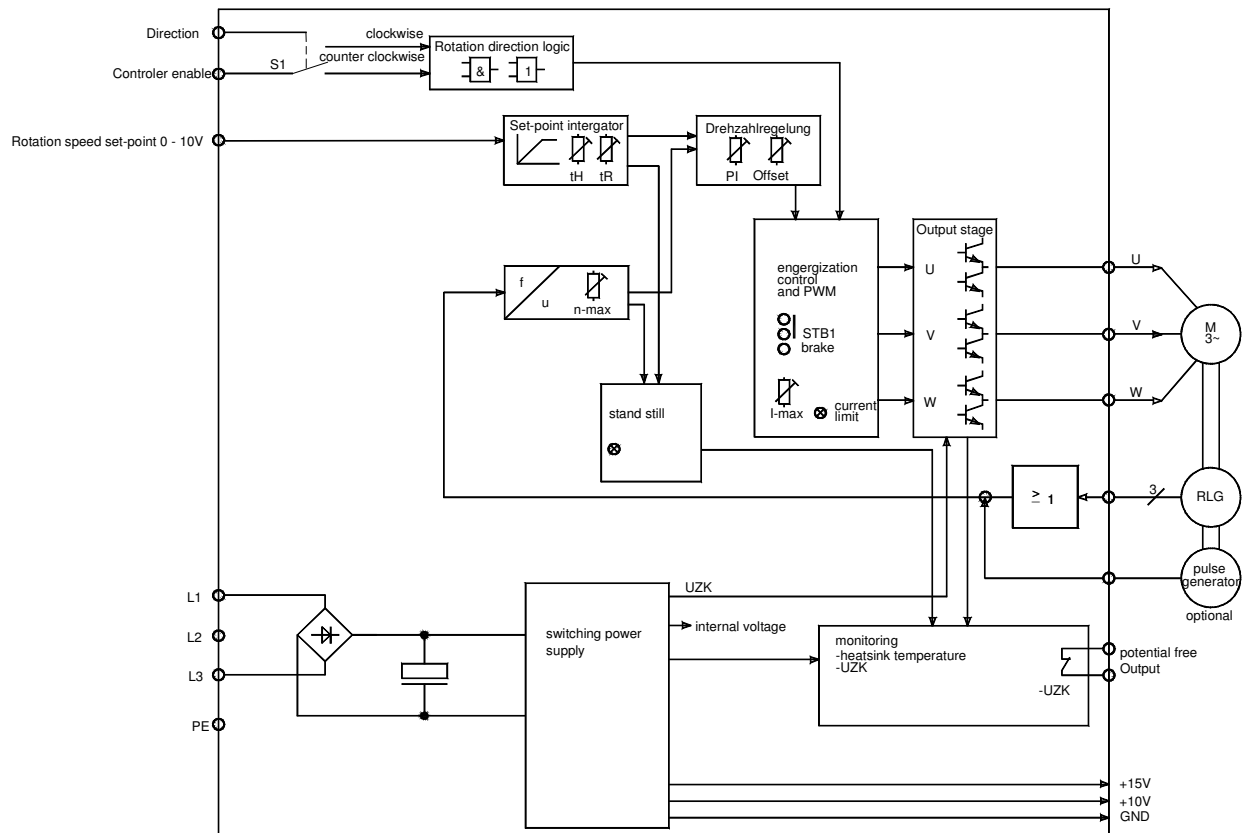 Direction
clockwise
Rotation direction logic
counter clockwise
S1
Controler enable
& 1
Set-point intergator
Drehzahlregelung
Rotation speed set-point 0 - 10V
tH tR
PI Offset
Output stage
engergization
control
and PWM
U
U
f
u
n-max
STB1
brake
V
V
M
3~
stand still
I-max
current
limit
W
W
≥ 1
3
RLG
pulse
generator
optional
L1
UZK
L2
switching power
supply
internal voltage
monitoring
-heatsink temperature
-UZK
potential free
Output
L3
-UZK
PE
+15V
+10V
GND